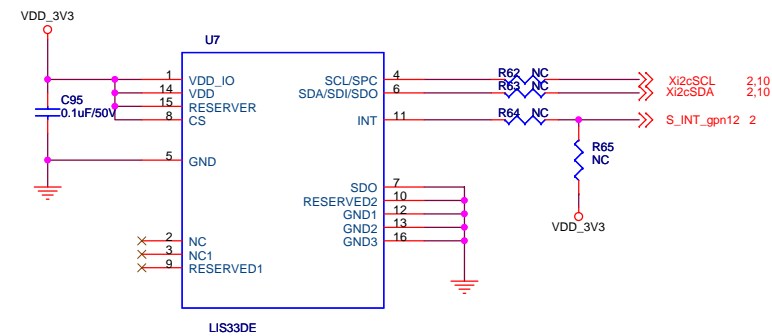 VDD_3V3
U7
1 VDD_IO SCL/SPC 4 R62 NC Xi2cSCL 2,10
14 VDD SDA/SDI/SDO 6 R63 NC Xi2cSDA 2,10
15 RESERVER
C95
0.1uF/50V
8 CS INT 11 R64 NC S_INT_gpn12 2
R65
NC
5 GND
SDO 7
RESERVED2 10
GND1 12
GND2 13
GND3 16
VDD_3V3
2 NC
3 NC1
9 RESERVED1
LIS33DE